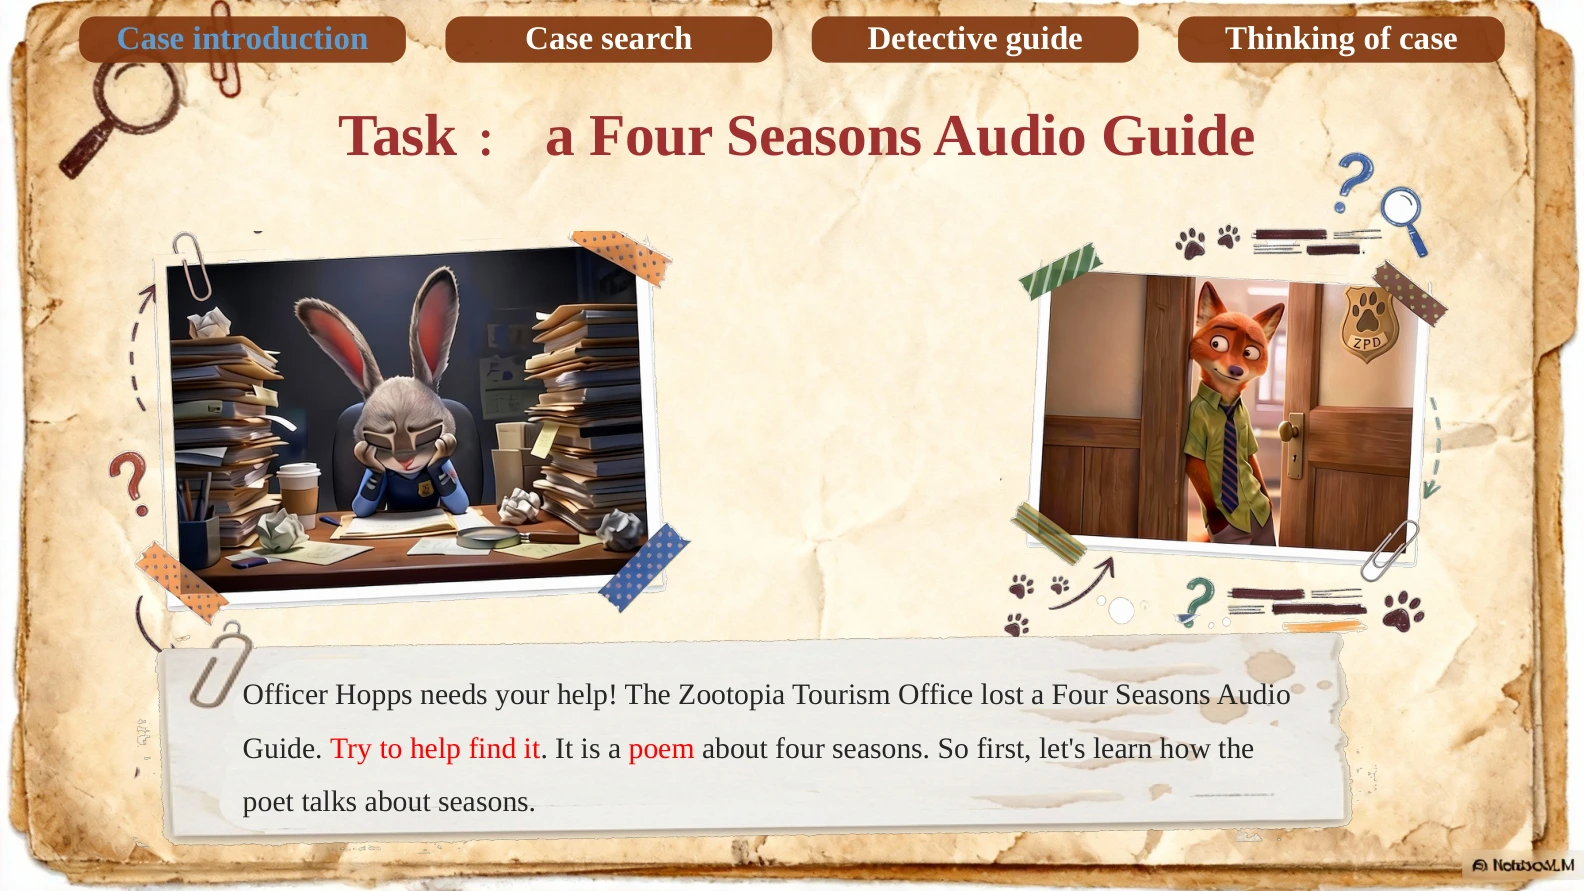 Case introduction
Case search
Detective guide
Thinking of case
Task： a Four Seasons Audio Guide
ZPD
Officer Hopps needs your help! The Zootopia Tourism Office lost a Four Seasons Audio
Guide. Try to help find it. It is a poem about four seasons. So first, let's learn how the
poet talks about seasons.